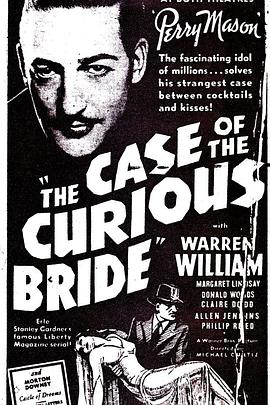 AT BOTH THEATRES
Perry Mason
The fascinating idol
of millions...solves
his strangest case
between cocktails
and kisses!
"THE CASE OF THE
CURIOUS
BRIDE"
with
WARREN
WILLIAM
MARGARET LINDSAY
DONALD WOODS
CLAIRE DODD
ALLEN JENKINS
PHILLIP REED
Erle
Stanley Gardner's
famous Liberty
Magazine serial!
A Warner Bros. Picture
Directed by
MICHAEL CURTIZ
and
MORTON
DOWNEY
Castle of Dreams